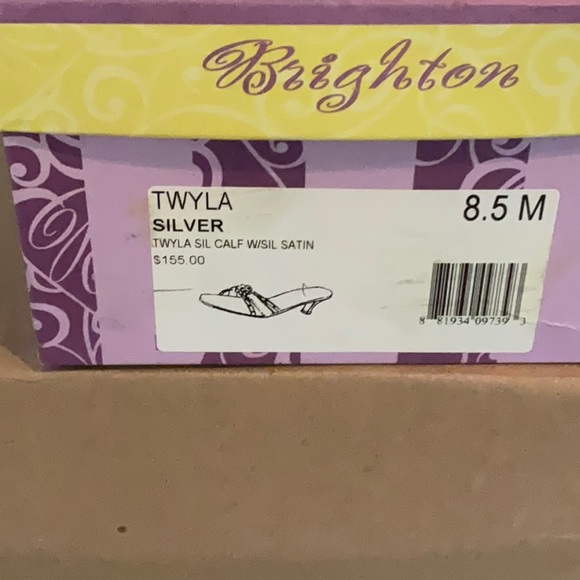 Brighton
TWYLA
8.5 M
SILVER
TWYLA SIL CALF W/SIL SATIN
$155.00
8 81934 09739 3